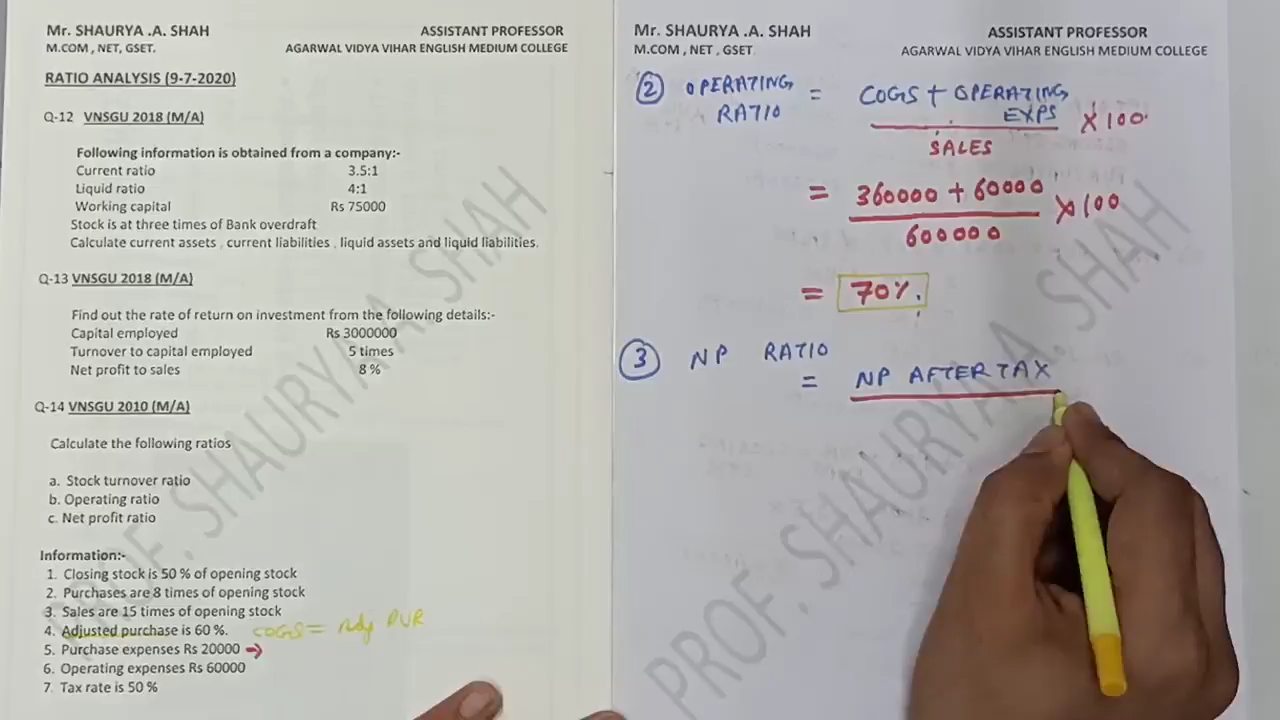 Mr. SHAURYA .A. SHAH ASSISTANT PROFESSOR
M.COM , NET, GSET. AGARWAL VIDYA VIHAR ENGLISH MEDIUM COLLEGE
RATIO ANALYSIS (9-7-2020)
Q-12 VNSGU 2018 (M/A)
Following information is obtained from a company:-
Current ratio 3.5:1
Liquid ratio 4:1
Working capital Rs 75000
Stock is at three times of Bank overdraft
Calculate current assets , current liabilities , liquid assets and liquid liabilities.
Q-13 VNSGU 2018 (M/A)
Find out the rate of return on investment from the following details:-
Capital employed Rs 3000000
Turnover to capital employed 5 times
Net profit to sales 8 %
Q-14 VNSGU 2010 (M/A)
Calculate the following ratios
a. Stock turnover ratio
b. Operating ratio
c. Net profit ratio
Information:-
1. Closing stock is 50 % of opening stock
2. Purchases are 8 times of opening stock
3. Sales are 15 times of opening stock
4. Adjusted purchase is 60 %. COGS = Adj PUR
5. Purchase expenses Rs 20000 →
6. Operating expenses Rs 60000
7. Tax rate is 50 %
PROF. SHAURYA A. SHAH
Mr. SHAURYA .A. SHAH ASSISTANT PROFESSOR
M.COM , NET , GSET. AGARWAL VIDYA VIHAR ENGLISH MEDIUM COLLEGE
2 OPERATING RATIO = COGS + OPERATING EXPS × 100
SALES
= 360000 + 60000 × 100
600000
= 70%.
3 NP RATIO
= NP AFTER TAX
PROF. SHAURYA A. SHAH